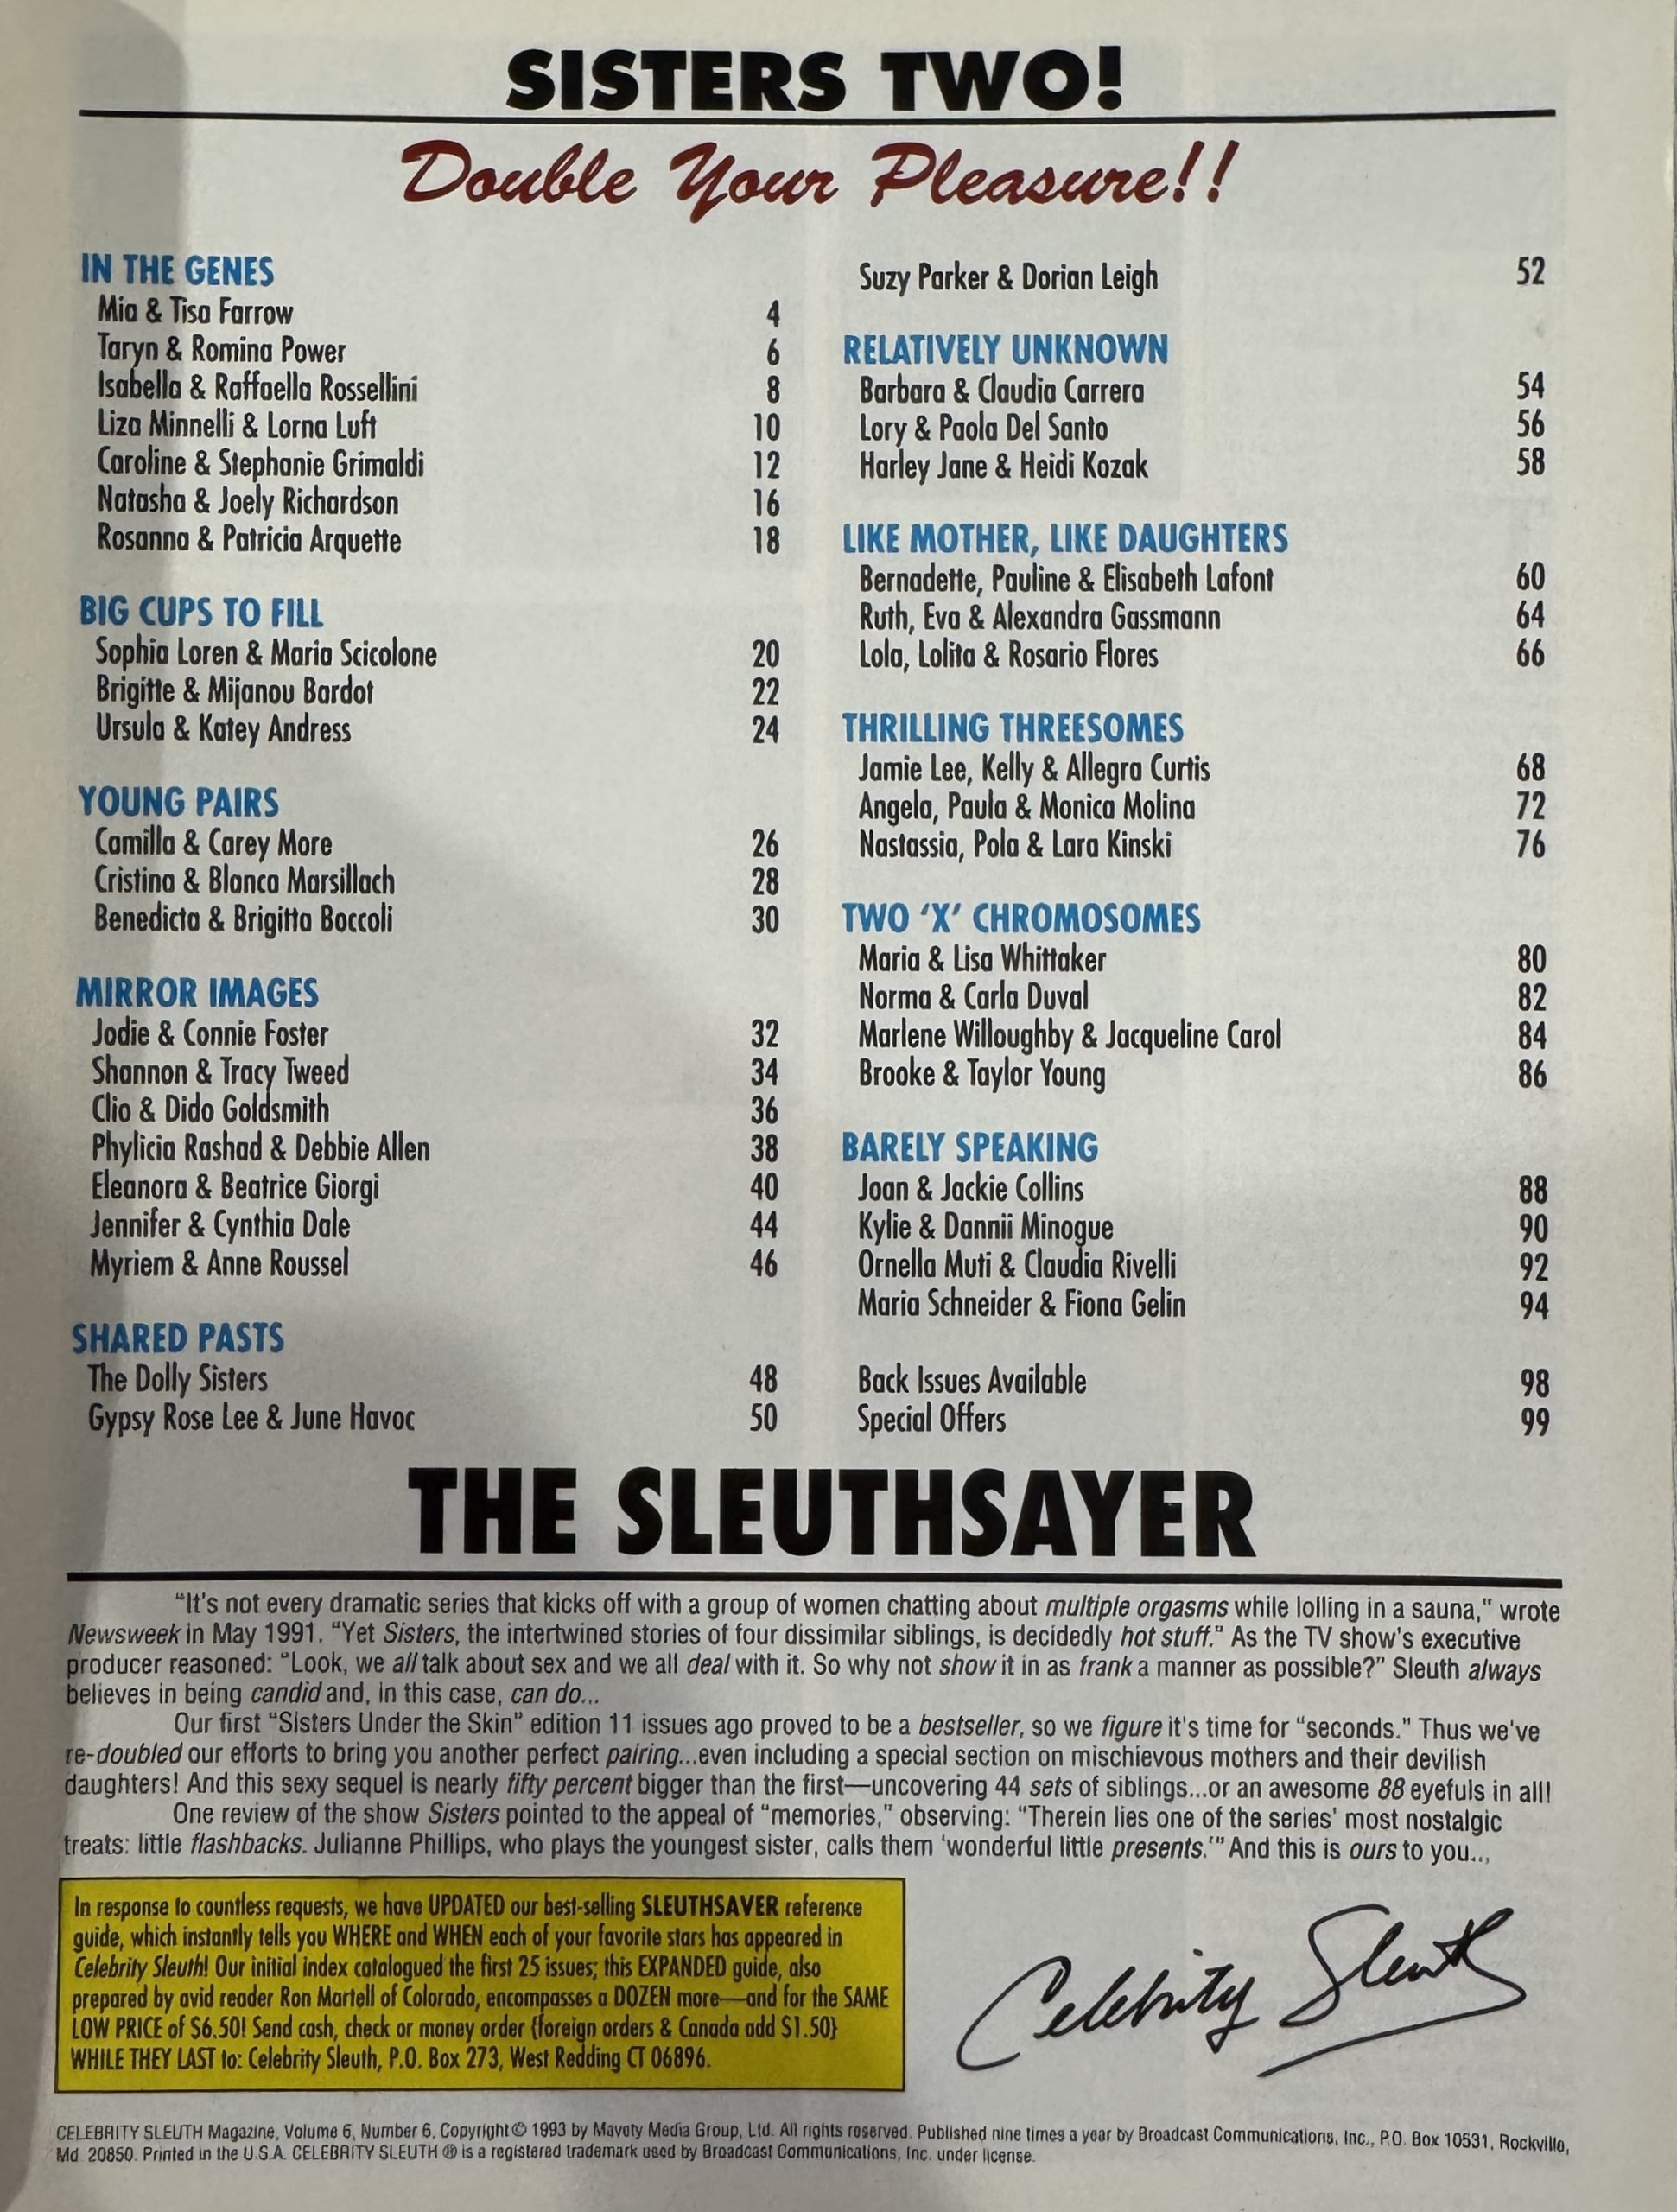 SISTERS TWO!
Double Your Pleasure!!
IN THE GENES
Mia & Tisa Farrow 4
Taryn & Romina Power 6
Isabella & Raffaella Rossellini 8
Liza Minnelli & Lorna Luft 10
Caroline & Stephanie Grimaldi 12
Natasha & Joely Richardson 16
Rosanna & Patricia Arquette 18
BIG CUPS TO FILL
Sophia Loren & Maria Scicolone 20
Brigitte & Mijanou Bardot 22
Ursula & Katey Andress 24
YOUNG PAIRS
Camilla & Carey More 26
Cristina & Blanca Marsillach 28
Benedicta & Brigitta Boccoli 30
MIRROR IMAGES
Jodie & Connie Foster 32
Shannon & Tracy Tweed 34
Clio & Dido Goldsmith 36
Phylicia Rashad & Debbie Allen 38
Eleanora & Beatrice Giorgi 40
Jennifer & Cynthia Dale 44
Myriem & Anne Roussel 46
SHARED PASTS
The Dolly Sisters 48
Gypsy Rose Lee & June Havoc 50
Suzy Parker & Dorian Leigh 52
RELATIVELY UNKNOWN
Barbara & Claudia Carrera 54
Lory & Paola Del Santo 56
Harley Jane & Heidi Kozak 58
LIKE MOTHER, LIKE DAUGHTERS
Bernadette, Pauline & Elisabeth Lafont 60
Ruth, Eva & Alexandra Gassmann 64
Lola, Lolita & Rosario Flores 66
THRILLING THREESOMES
Jamie Lee, Kelly & Allegra Curtis 68
Angela, Paula & Monica Molina 72
Nastassia, Pola & Lara Kinski 76
TWO ‘X’ CHROMOSOMES
Maria & Lisa Whittaker 80
Norma & Carla Duval 82
Marlene Willoughby & Jacqueline Carol 84
Brooke & Taylor Young 86
BARELY SPEAKING
Joan & Jackie Collins 88
Kylie & Dannii Minogue 90
Ornella Muti & Claudia Rivelli 92
Maria Schneider & Fiona Gelin 94
Back Issues Available 98
Special Offers 99
THE SLEUTHSAYER
“It's not every dramatic series that kicks off with a group of women chatting about multiple orgasms while lolling in a sauna,” wrote
Newsweek in May 1991. “Yet Sisters, the intertwined stories of four dissimilar siblings, is decidedly hot stuff.” As the TV show's executive
producer reasoned: “Look, we all talk about sex and we all deal with it. So why not show it in as frank a manner as possible?” Sleuth always
believes in being candid and, in this case, can do...
Our first “Sisters Under the Skin” edition 11 issues ago proved to be a bestseller, so we figure it's time for “seconds.” Thus we've
re-doubled our efforts to bring you another perfect pairing...even including a special section on mischievous mothers and their devilish
daughters! And this sexy sequel is nearly fifty percent bigger than the first—uncovering 44 sets of siblings...or an awesome 88 eyefuls in all!
One review of the show Sisters pointed to the appeal of “memories,” observing: “Therein lies one of the series' most nostalgic
treats: little flashbacks. Julianne Phillips, who plays the youngest sister, calls them ‘wonderful little presents.’” And this is ours to you...
In response to countless requests, we have UPDATED our best-selling SLEUTHSAVER reference
guide, which instantly tells you WHERE and WHEN each of your favorite stars has appeared in
Celebrity Sleuth! Our initial index catalogued the first 25 issues; this EXPANDED guide, also
prepared by avid reader Ron Martell of Colorado, encompasses a DOZEN more—and for the SAME
LOW PRICE of $6.50! Send cash, check or money order {foreign orders & Canada add $1.50}
WHILE THEY LAST to: Celebrity Sleuth, P.O. Box 273, West Redding CT 06896.
Celebrity Sleuth
CELEBRITY SLEUTH Magazine, Volume 6, Number 6, Copyright © 1993 by Mavety Media Group, Ltd. All rights reserved. Published nine times a year by Broadcast Communications, Inc., P.O. Box 10531, Rockville,
Md. 20850. Printed in the U.S.A. CELEBRITY SLEUTH ® is a registered trademark used by Broadcast Communications, Inc. under license.